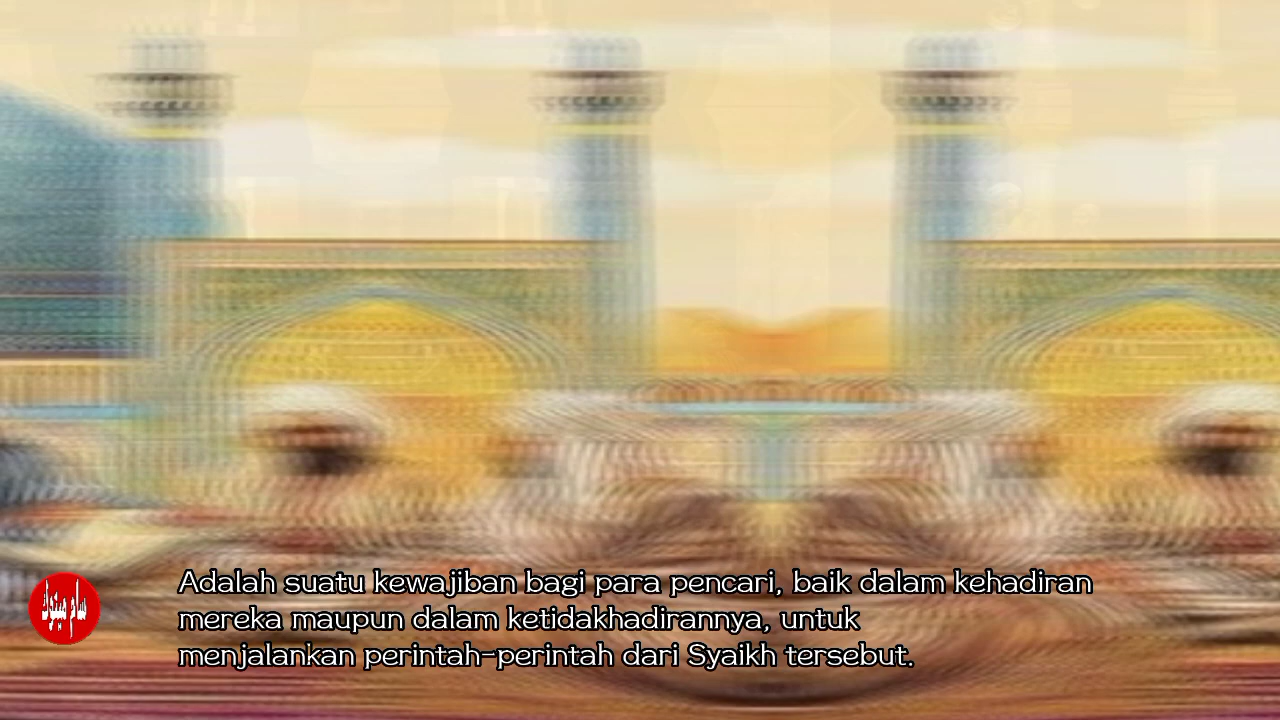 Adalah suatu kewajiban bagi para pencari, baik dalam kehadiran
mereka maupun dalam ketidakhadirannya, untuk
menjalankan perintah-perintah dari Syaikh tersebut.